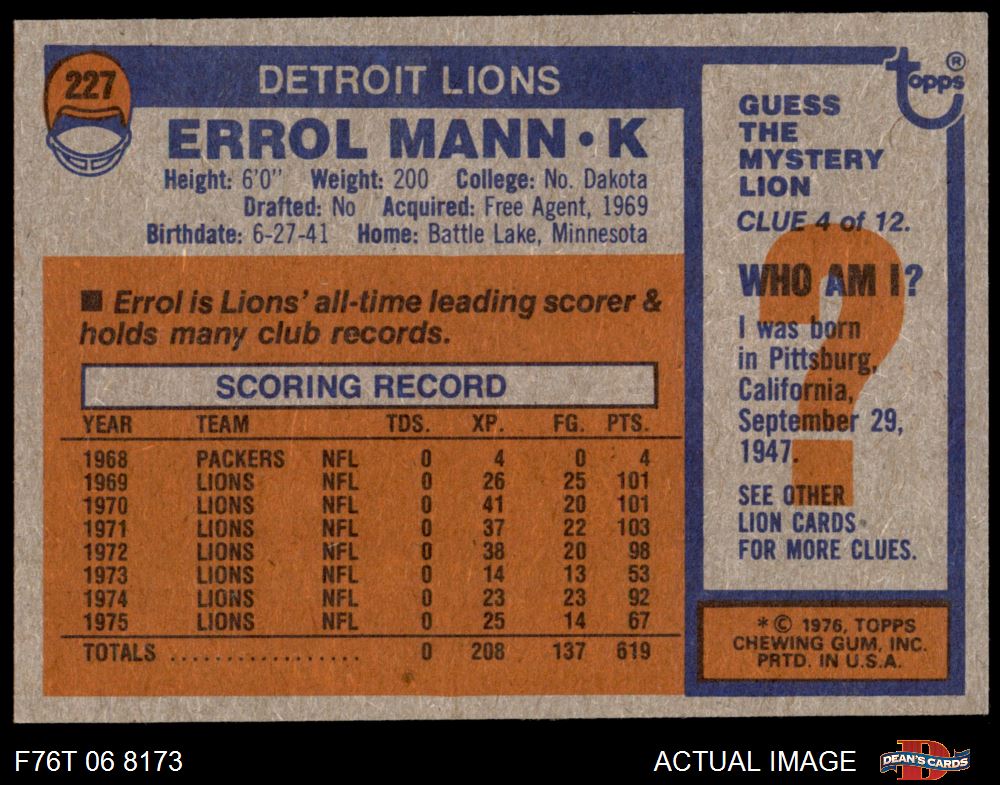 227
DETROIT LIONS
ERROL MANN • K
Height: 6'0" Weight: 200 College: No. Dakota
Drafted: No Acquired: Free Agent, 1969
Birthdate: 6-27-41 Home: Battle Lake, Minnesota
■ Errol is Lions' all-time leading scorer &
holds many club records.
SCORING RECORD
YEAR TEAM TDS. XP. FG. PTS.
1968 PACKERS NFL 0 4 0 4
1969 LIONS NFL 0 26 25 101
1970 LIONS NFL 0 41 20 101
1971 LIONS NFL 0 37 22 103
1972 LIONS NFL 0 38 20 98
1973 LIONS NFL 0 14 13 53
1974 LIONS NFL 0 23 23 92
1975 LIONS NFL 0 25 14 67
TOTALS .................. 0 208 137 619
topps ®
GUESS
THE
MYSTERY
LION
CLUE 4 of 12.
?
WHO AM I?
I was born
in Pittsburg,
California,
September 29,
1947.
SEE OTHER
LION CARDS
FOR MORE CLUES.
* © 1976, TOPPS
CHEWING GUM, INC.
PRTD. IN U.S.A.
F76T 06 8173
ACTUAL IMAGE
D
DEAN'S CARDS